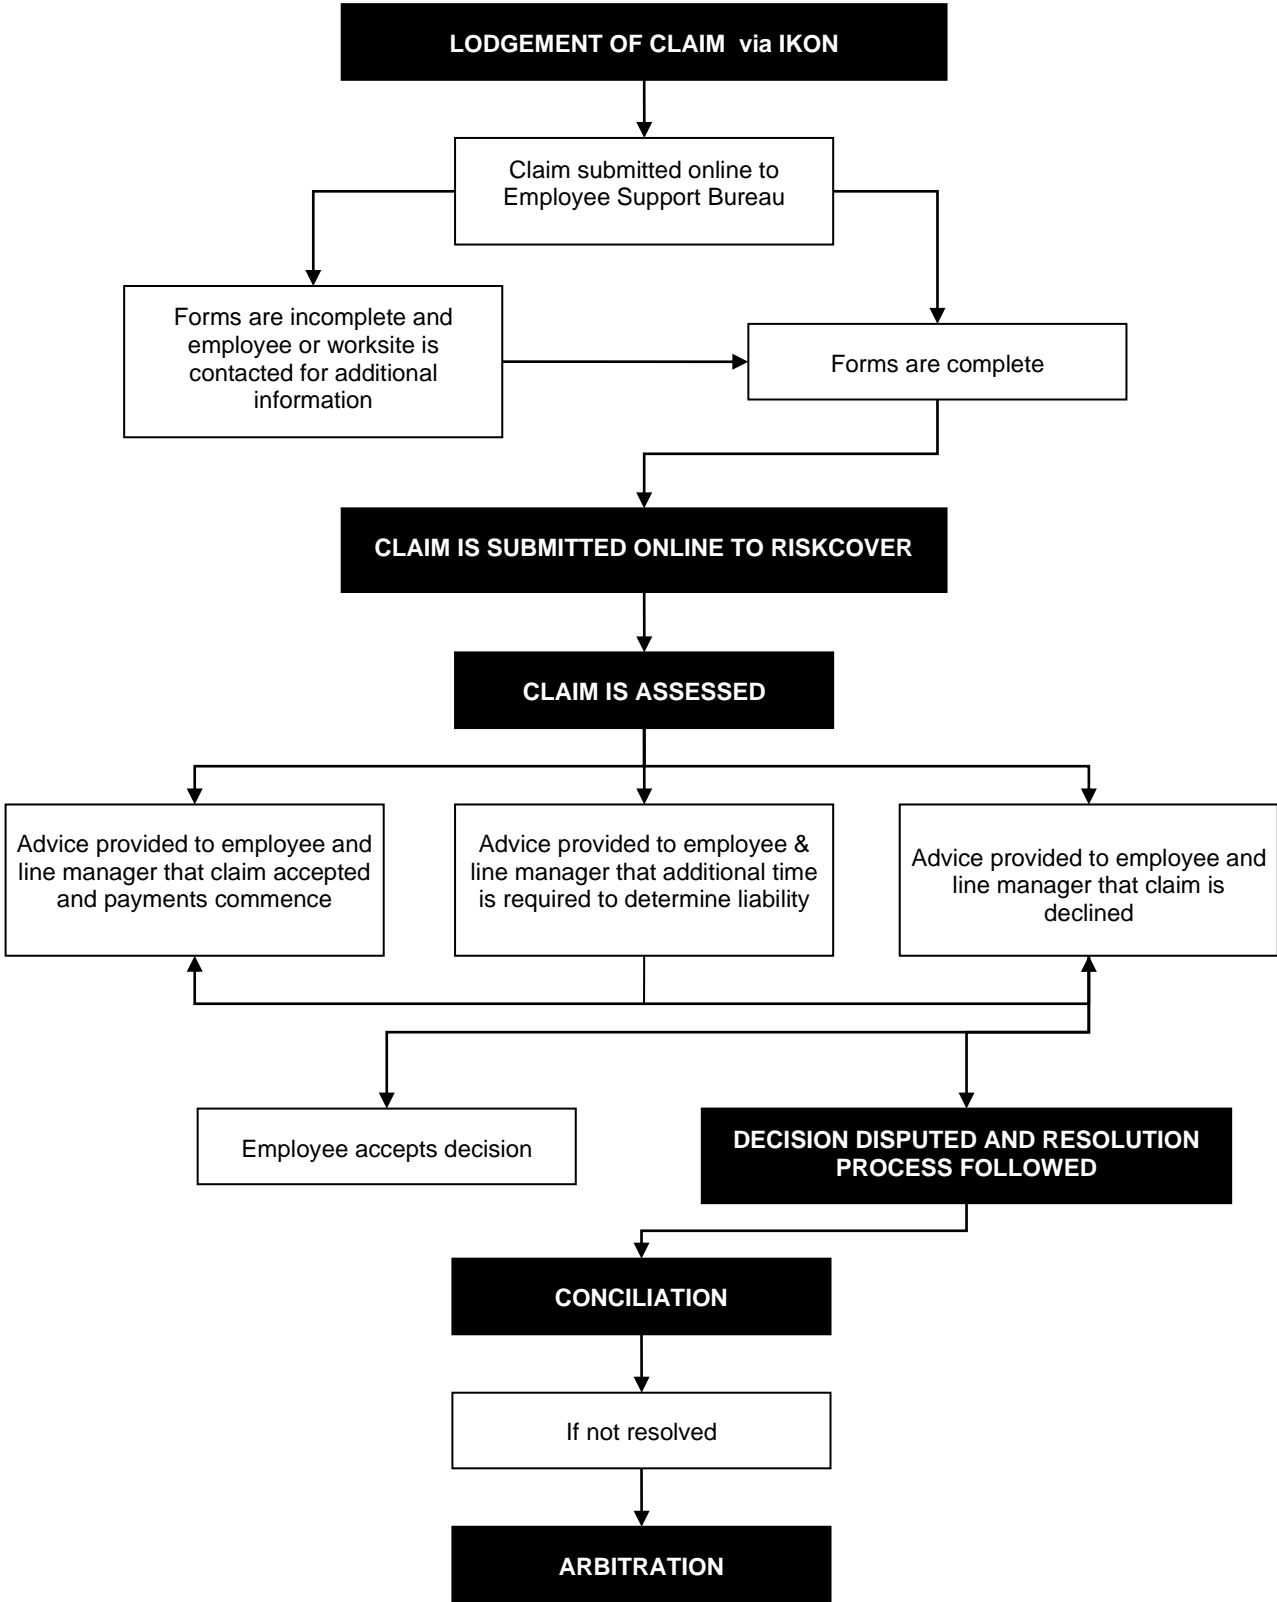 LODGEMENT OF CLAIM via IKON
Claim submitted online to
Employee Support Bureau
Forms are incomplete and
employee or worksite is
contacted for additional
information
Forms are complete
CLAIM IS SUBMITTED ONLINE TO RISKCOVER
CLAIM IS ASSESSED
Advice provided to employee and
line manager that claim accepted
and payments commence
Advice provided to employee &
line manager that additional time
is required to determine liability
Advice provided to employee and
line manager that claim is
declined
Employee accepts decision
DECISION DISPUTED AND RESOLUTION
PROCESS FOLLOWED
CONCILIATION
If not resolved
ARBITRATION